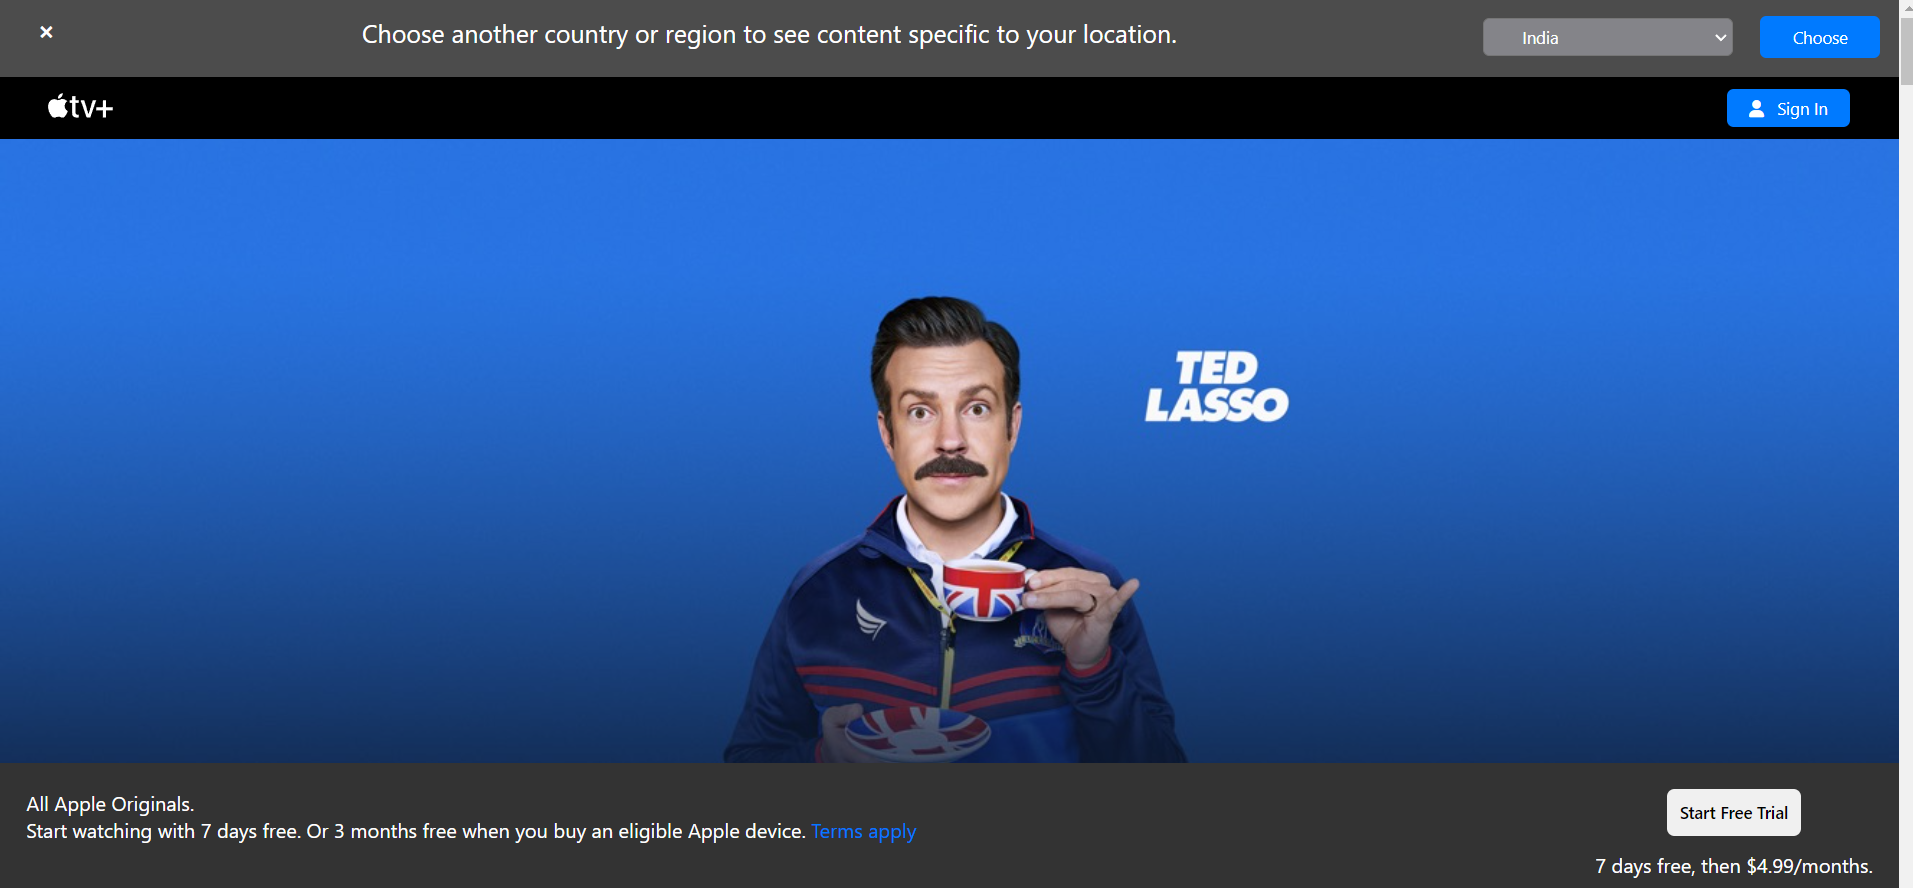 Choose another country or region to see content specific to your location.
India
Choose
tv+
Sign In
TED
LASSO
All Apple Originals.
Start watching with 7 days free. Or 3 months free when you buy an eligible Apple device. Terms apply
Start Free Trial
7 days free, then $4.99/months.